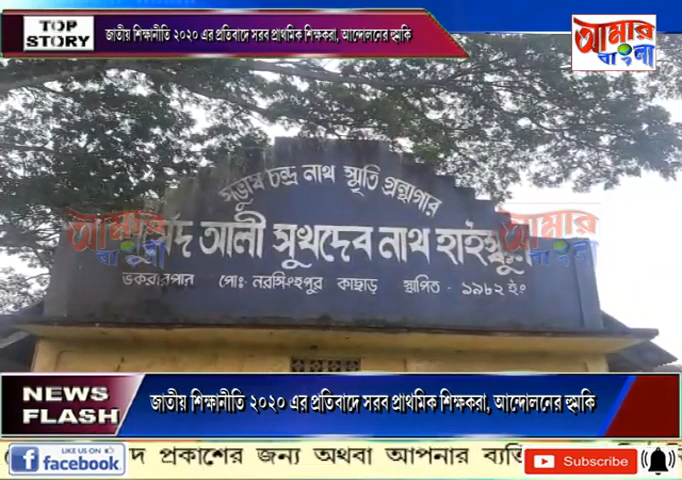 TOP
STORY
জাতীয় শিক্ষানীতি ২০২০ এর প্রতিবাদে সরব প্রাথমিক শিক্ষকরা, আন্দোলনের হুমকি
আমার
বাংলা
সুভাষ চন্দ্র নাথ স্মৃতি গ্রন্থাগার
আলী সুখদেব নাথ হাইস্কুল
আমার
বাংলা
আমার
বাংলা
পোঃ- নরসিংহপুর কাছাড় স্থাপিত - ১৯৮২ ইং
NEWS
FLASH
জাতীয় শিক্ষানীতি ২০২০ এর প্রতিবাদে সরব প্রাথমিক শিক্ষকরা, আন্দোলনের হুমকি
LIKE US ON
facebook
প্রকাশের জন্য অথবা আপনার
Subscribe